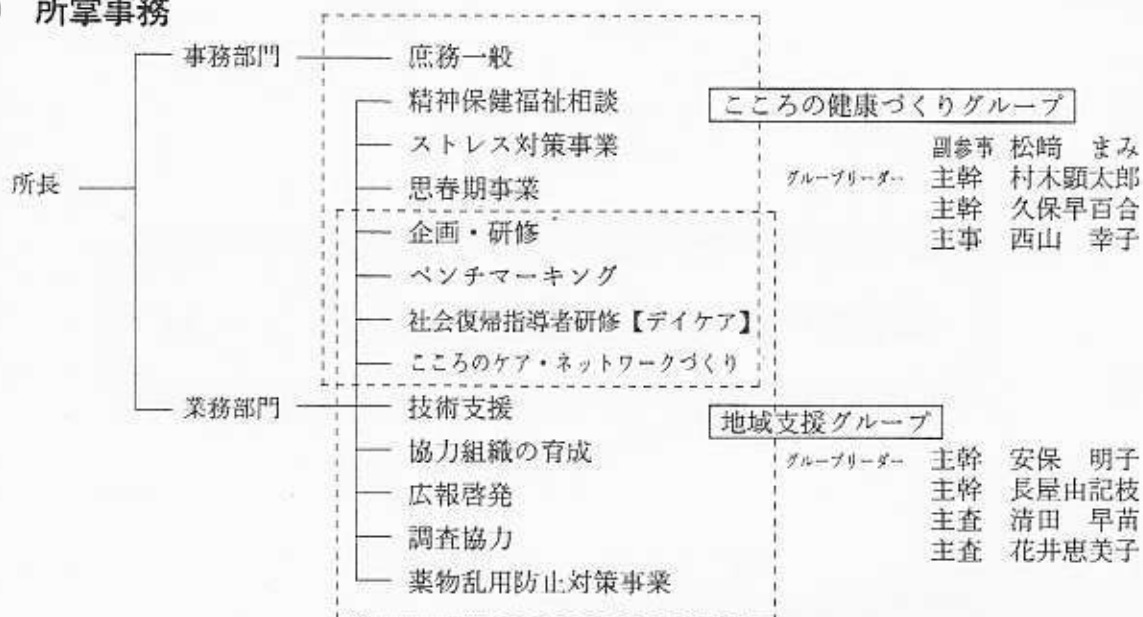 所掌事務
事務部門
庶務一般
精神保健福祉相談
こころの健康づくりグループ
ストレス対策事業
副参事 松﨑 まみ
所長
思春期事業
グループリーダー 主幹 村木顕太郎
主幹 久保早百合
企画・研修
主事 西山 幸子
ベンチマーキング
社会復帰指導者研修【デイケア】
こころのケア・ネットワークづくり
業務部門
技術支援
地域支援グループ
協力組織の育成
グループリーダー 主幹 安保 明子
主幹 長屋由記枝
広報啓発
主査 清田 早苗
調査協力
主査 花井恵美子
薬物乱用防止対策事業